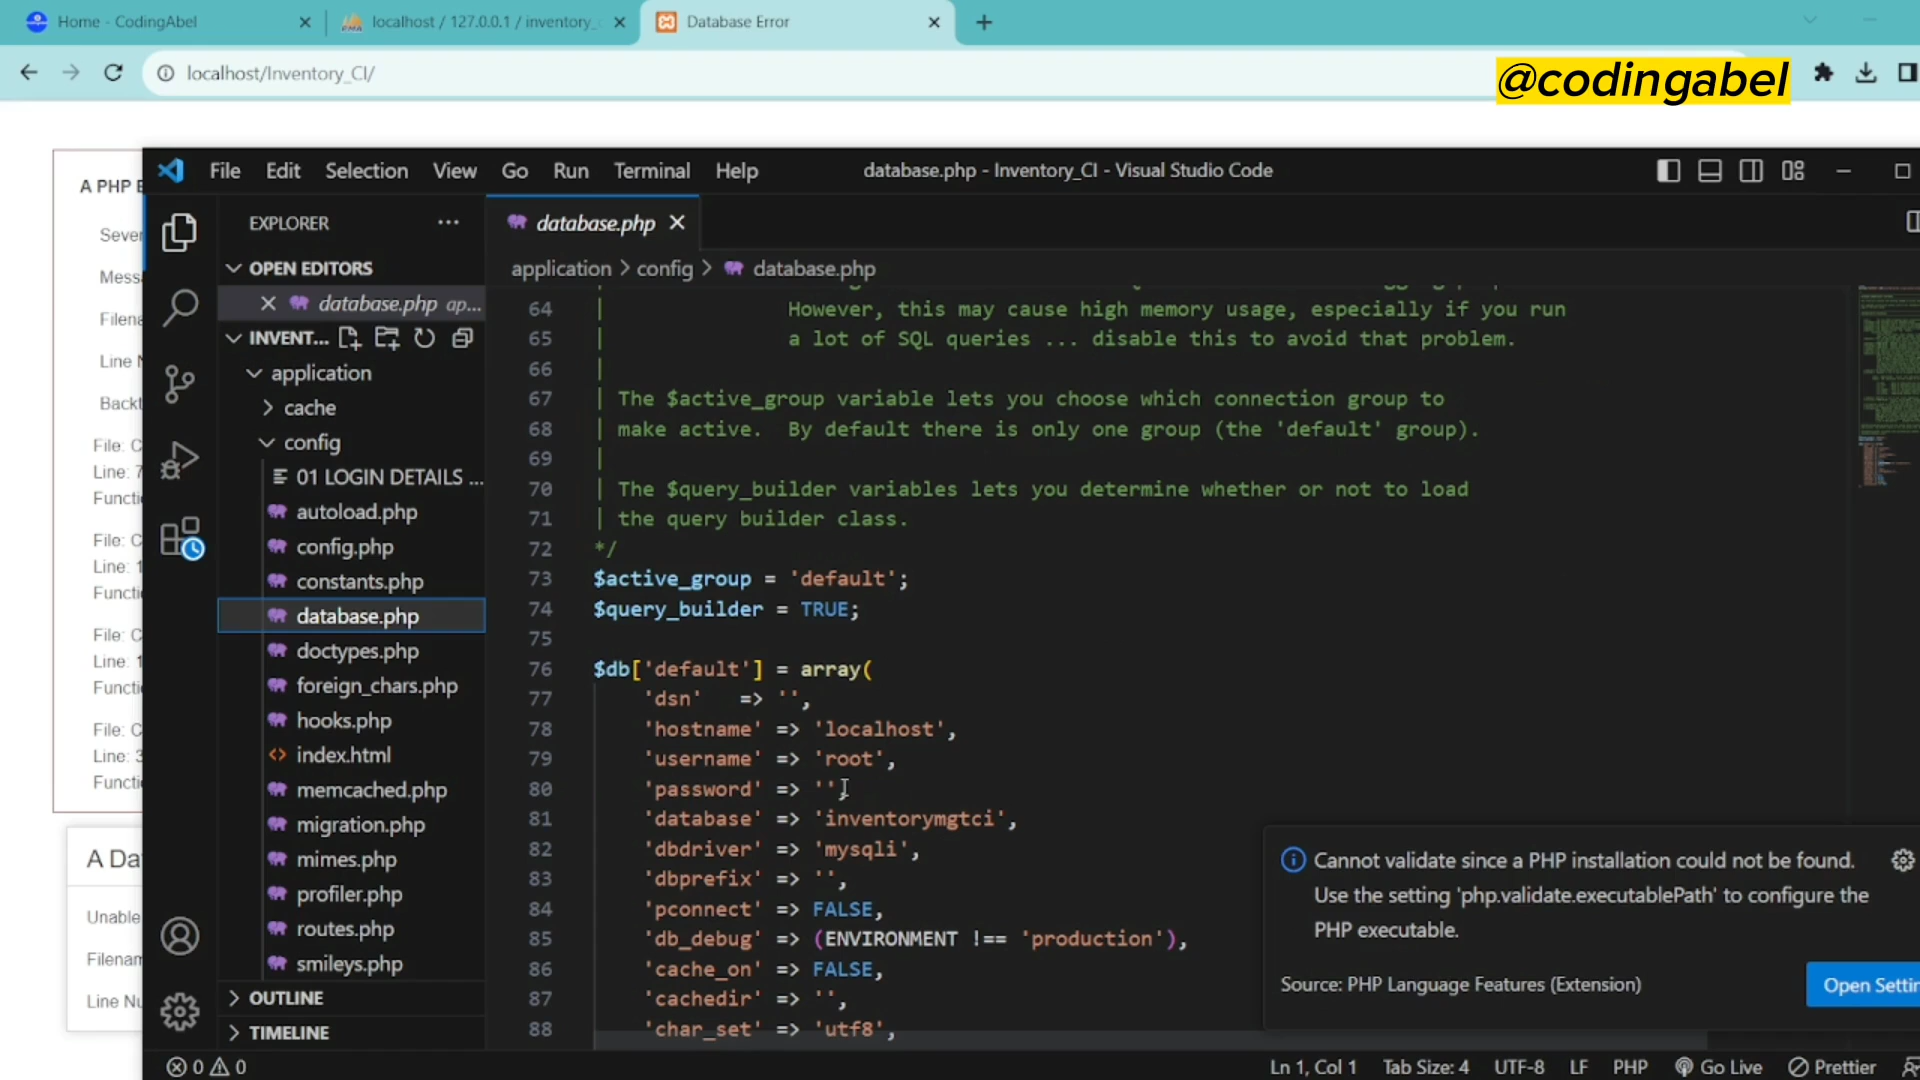 Home - CodingAbel
localhost / 127.0.0.1 / inventory_c
Database Error
localhost/Inventory_CI/
@codingabel
A PHP E
Sever
Messa
Filena
Line N
Backt
File: C
Line: 7
Functi
File: C
Line: 1
Functi
File: C
Line: 1
Functi
File: C
Line: 3
Functi
A Da
Unable
Filenam
Line Nu
File Edit Selection View Go Run Terminal Help
database.php - Inventory_CI - Visual Studio Code
EXPLORER
OPEN EDITORS
database.php ap...
INVENT...
application
cache
config
01 LOGIN DETAILS ...
autoload.php
config.php
constants.php
database.php
doctypes.php
foreign_chars.php
hooks.php
index.html
memcached.php
migration.php
mimes.php
profiler.php
routes.php
smileys.php
OUTLINE
TIMELINE
database.php
application > config > database.php
64 | However, this may cause high memory usage, especially if you run
65 | a lot of SQL queries ... disable this to avoid that problem.
66 |
67 | The $active_group variable lets you choose which connection group to
68 | make active.  By default there is only one group (the 'default' group).
69 |
70 | The $query_builder variables lets you determine whether or not to load
71 | the query builder class.
72 */
73 $active_group = 'default';
74 $query_builder = TRUE;
75
76 $db['default'] = array(
77 'dsn' => '',
78 'hostname' => 'localhost',
79 'username' => 'root',
80 'password' => '',
81 'database' => 'inventorymgtci',
82 'dbdriver' => 'mysqli',
83 'dbprefix' => '',
84 'pconnect' => FALSE,
85 'db_debug' => (ENVIRONMENT !== 'production'),
86 'cache_on' => FALSE,
87 'cachedir' => '',
88 'char_set' => 'utf8',
Cannot validate since a PHP installation could not be found.
Use the setting 'php.validate.executablePath' to configure the
PHP executable.
Source: PHP Language Features (Extension)
Open Settin
0 0
Ln 1, Col 1 Tab Size: 4 UTF-8 LF PHP Go Live Prettier